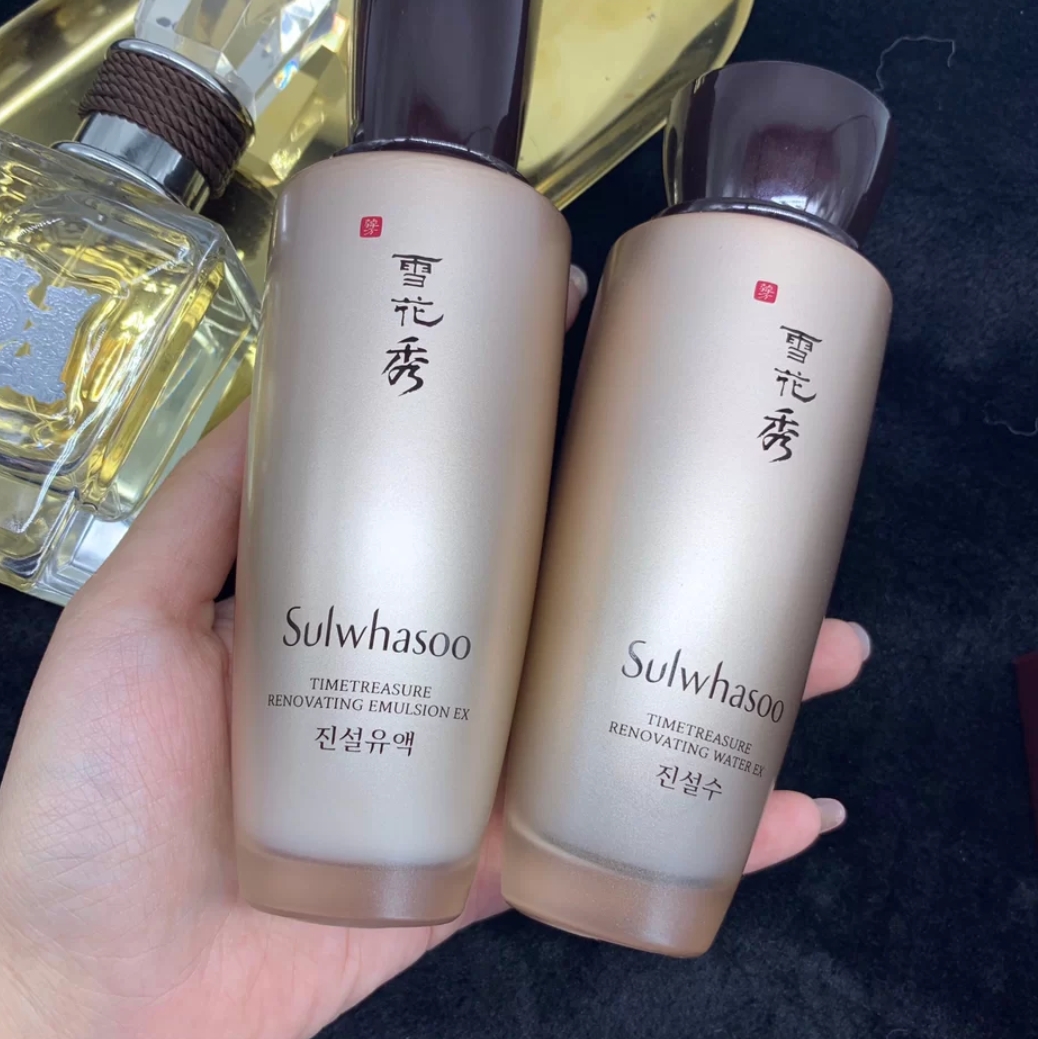 雪花秀
Sulwhasoo
TIMETREASURE
RENOVATING EMULSION EX
진설유액
雪花秀
Sulwhasoo
TIMETREASURE
RENOVATING WATER EX
진설수